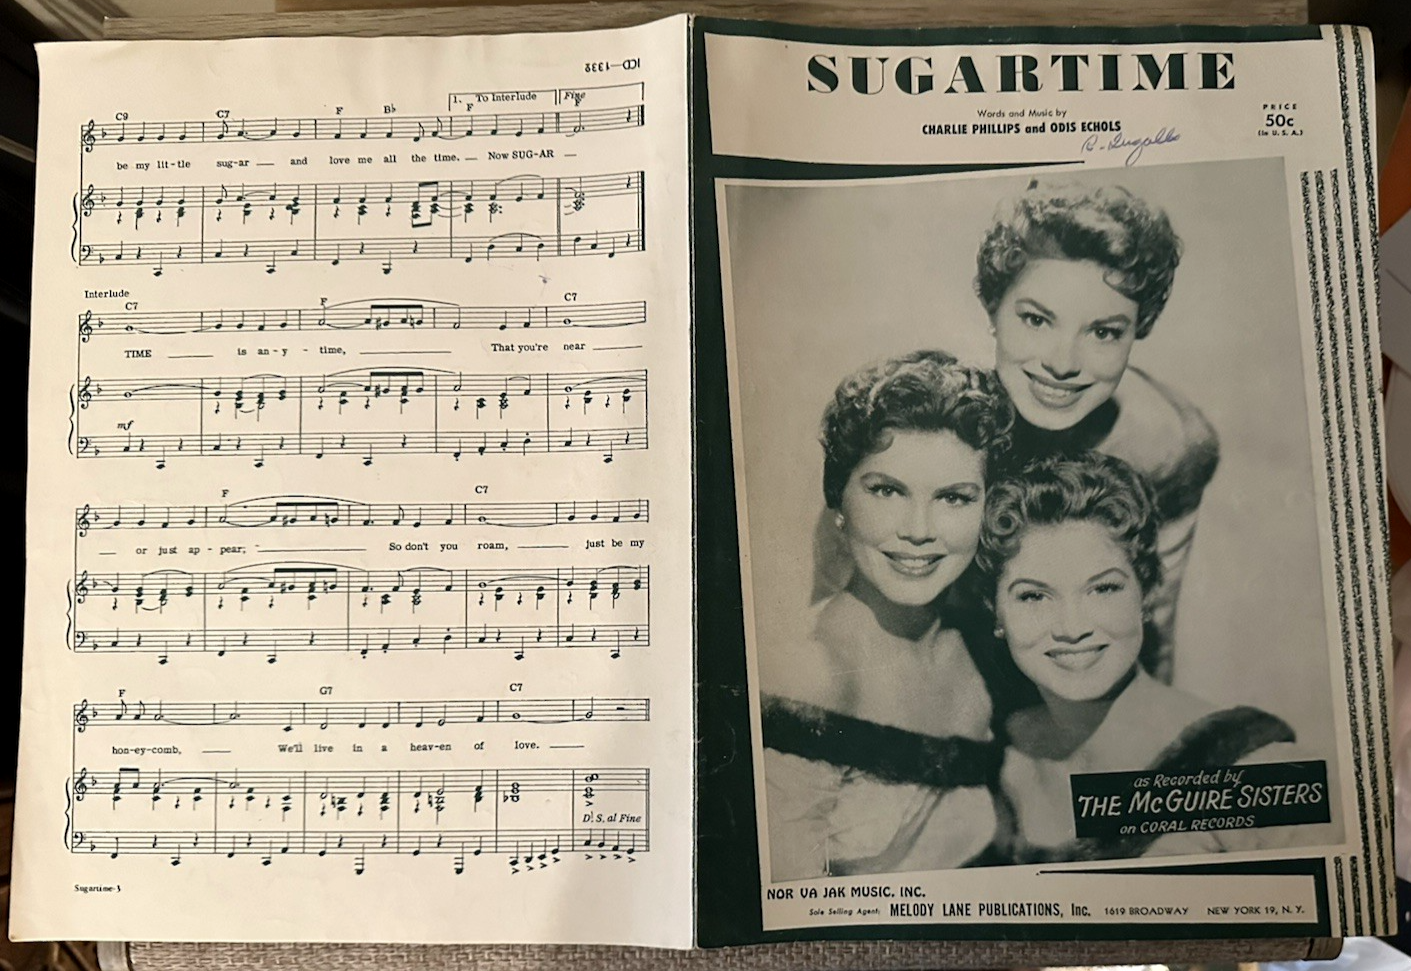 ICD—1332
1. To Interlude Fine
C9 C7 F B♭ F F
be my lit-tle sug-ar — and love me all the time. — Now SUG-AR —
Interlude
C7 F C7
TIME — is an-y-time, — That you're near —
mf
F C7
— or just ap-pear; — So don't you roam, — just be my
F G7 C7
hon-ey-comb, — We'll live in a heav-en of love. —
D. S. al Fine
Sugartime-3
SUGARTIME
Words and Music by
CHARLIE PHILLIPS and ODIS ECHOLS
PRICE
50c
(In U. S. A.)
as Recorded by
THE McGUIRE SISTERS
on CORAL RECORDS
NOR VA JAK MUSIC, INC.
Sole Selling Agent: MELODY LANE PUBLICATIONS, Inc. 1619 BROADWAY NEW YORK 19, N. Y.